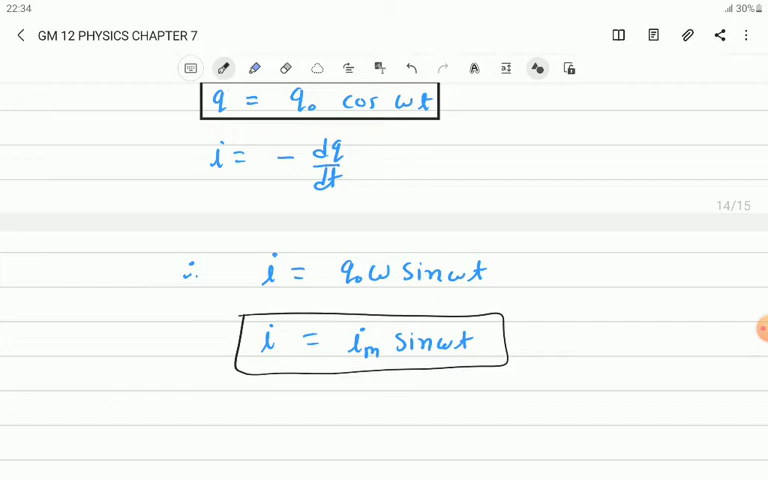 22:34
30%
GM 12 PHYSICS CHAPTER 7
q = q₀ cos ωt
i = - dq/dt
14/15
∴ i = q₀ω sinωt
i = iₘ sinωt